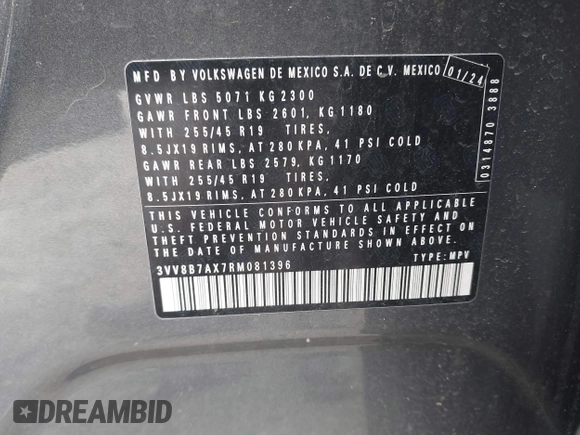 MFD BY VOLKSWAGEN DE MEXICO S.A. DE C.V. MEXICO 01/24
GVWR LBS 5071 KG 2300
GAWR FRONT LBS 2601, KG 1180
WITH 255/45 R19 TIRES,
8.5JX19 RIMS, AT 280 KPA, 41 PSI COLD
GAWR REAR LBS 2579, KG 1170
WITH 255/45 R19 TIRES,
8.5JX19 RIMS, AT 280 KPA, 41 PSI COLD
THIS VEHICLE CONFORMS TO ALL APPLICABLE
U.S. FEDERAL MOTOR VEHICLE SAFETY AND
THEFT PREVENTION STANDARDS IN EFFECT ON
THE DATE OF MANUFACTURE SHOWN ABOVE.
3VV8B7AX7RM081396 TYPE: MPV
0314870 3888
DREAMBID